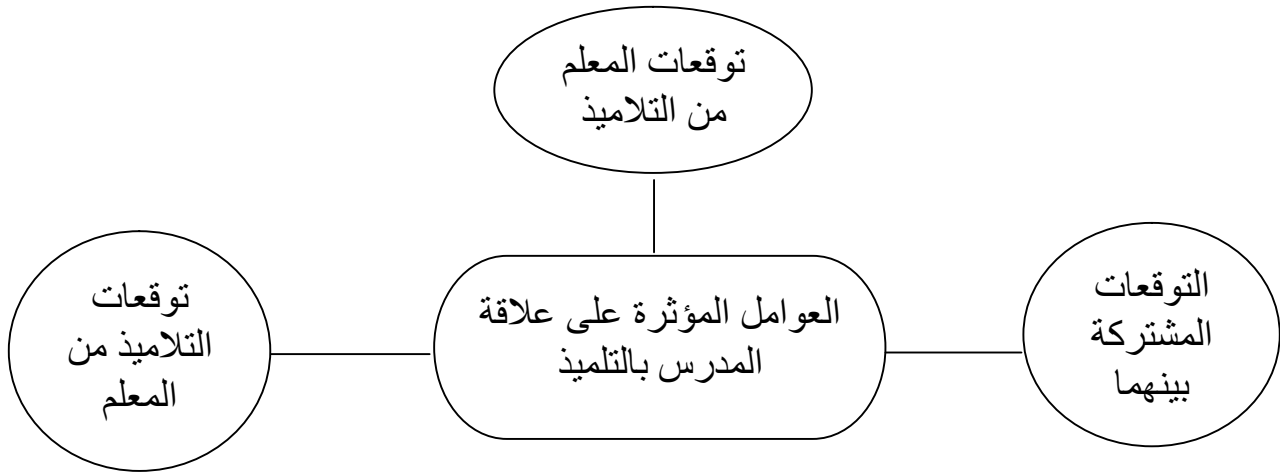 توقعات المعلم
من التلاميذ
التوقعات
المشتركة
بينهما
العوامل المؤثرة على علاقة
المدرس بالتلميذ
توقعات
التلاميذ من
المعلم